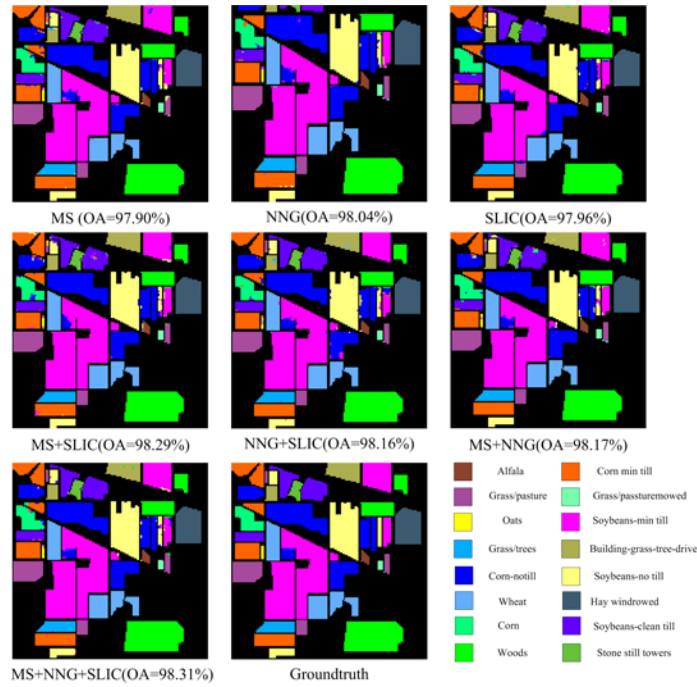 MS (OA=97.90%) NNG(OA=98.04%) SLIC(OA=97.96%)
MS+SLIC(OA=98.29%) NNG+SLIC(OA=98.16%) MS+NNG(OA=98.17%)
MS+NNG+SLIC(OA=98.31%) Groundtruth
Alfala Corn min till
Grass/pasture Grass/passturemowed
Oats Soybeans-min till
Grass/trees Building-grass-tree-drive
Corn-notill Soybeans-no till
Wheat Hay windrowed
Corn Soybeans-clean till
Woods Stone still towers